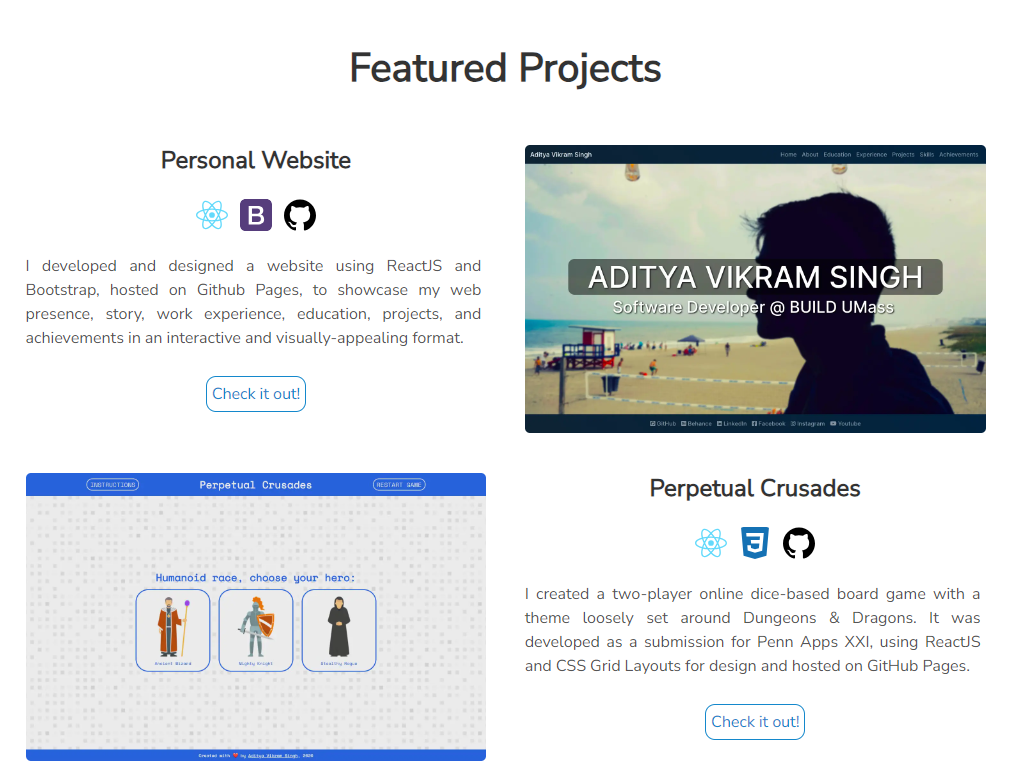 Featured Projects
Personal Website
B
I developed and designed a website using ReactJS and
Bootstrap, hosted on Github Pages, to showcase my web
presence, story, work experience, education, projects, and
achievements in an interactive and visually-appealing format.
Check it out!
Aditya Vikram Singh
Home About Education Experience Projects Skills Achievements
ADITYA VIKRAM SINGH
Software Developer @ BUILD UMass
GitHub Behance LinkedIn Facebook Instagram Youtube
INSTRUCTIONS
Perpetual Crusades
RESTART GAME
Humanoid race, choose your hero:
Ancient Wizard
Mighty Knight
Stealthy Rogue
Created with ❤️ by Aditya Vikram Singh, 2020
Perpetual Crusades
3
I created a two-player online dice-based board game with a
theme loosely set around Dungeons & Dragons. It was
developed as a submission for Penn Apps XXI, using ReactJS
and CSS Grid Layouts for design and hosted on GitHub Pages.
Check it out!